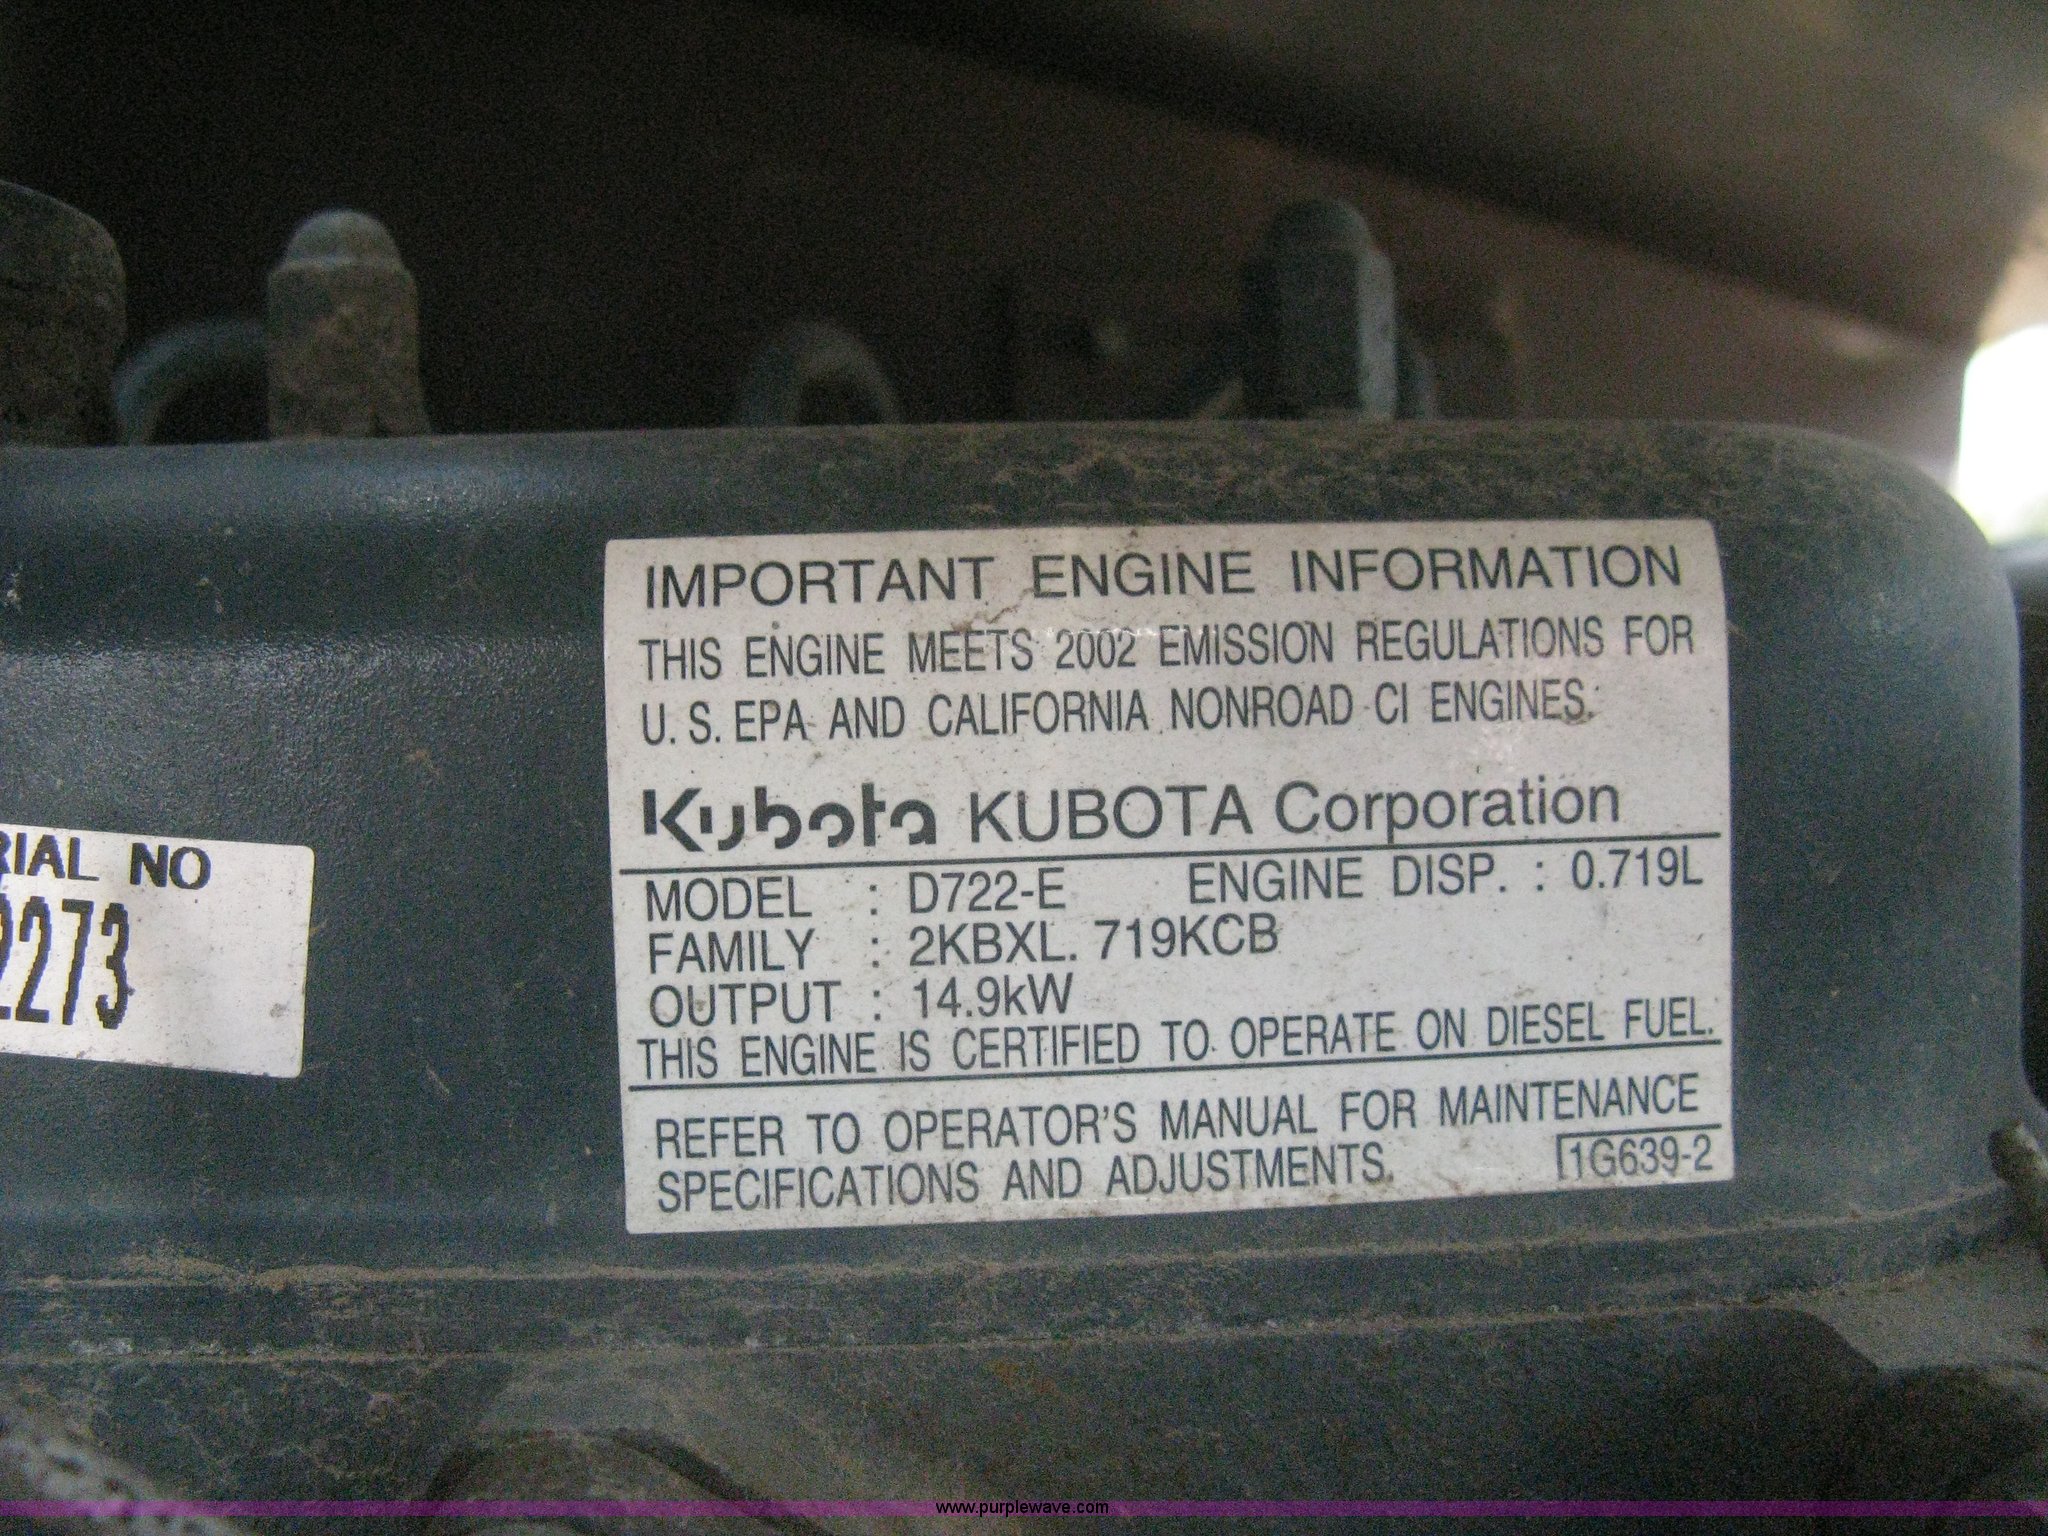 IMPORTANT ENGINE INFORMATION
THIS ENGINE MEETS 2002 EMISSION REGULATIONS FOR
U.S. EPA AND CALIFORNIA NONROAD CI ENGINES.
Kubota KUBOTA Corporation
MODEL : D722-E ENGINE DISP. : 0.719L
FAMILY : 2KBXL. 719KCB
OUTPUT : 14.9kW
THIS ENGINE IS CERTIFIED TO OPERATE ON DIESEL FUEL.
REFER TO OPERATOR'S MANUAL FOR MAINTENANCE
SPECIFICATIONS AND ADJUSTMENTS.
1G639-2
RIAL NO
2273
www.purplewave.com